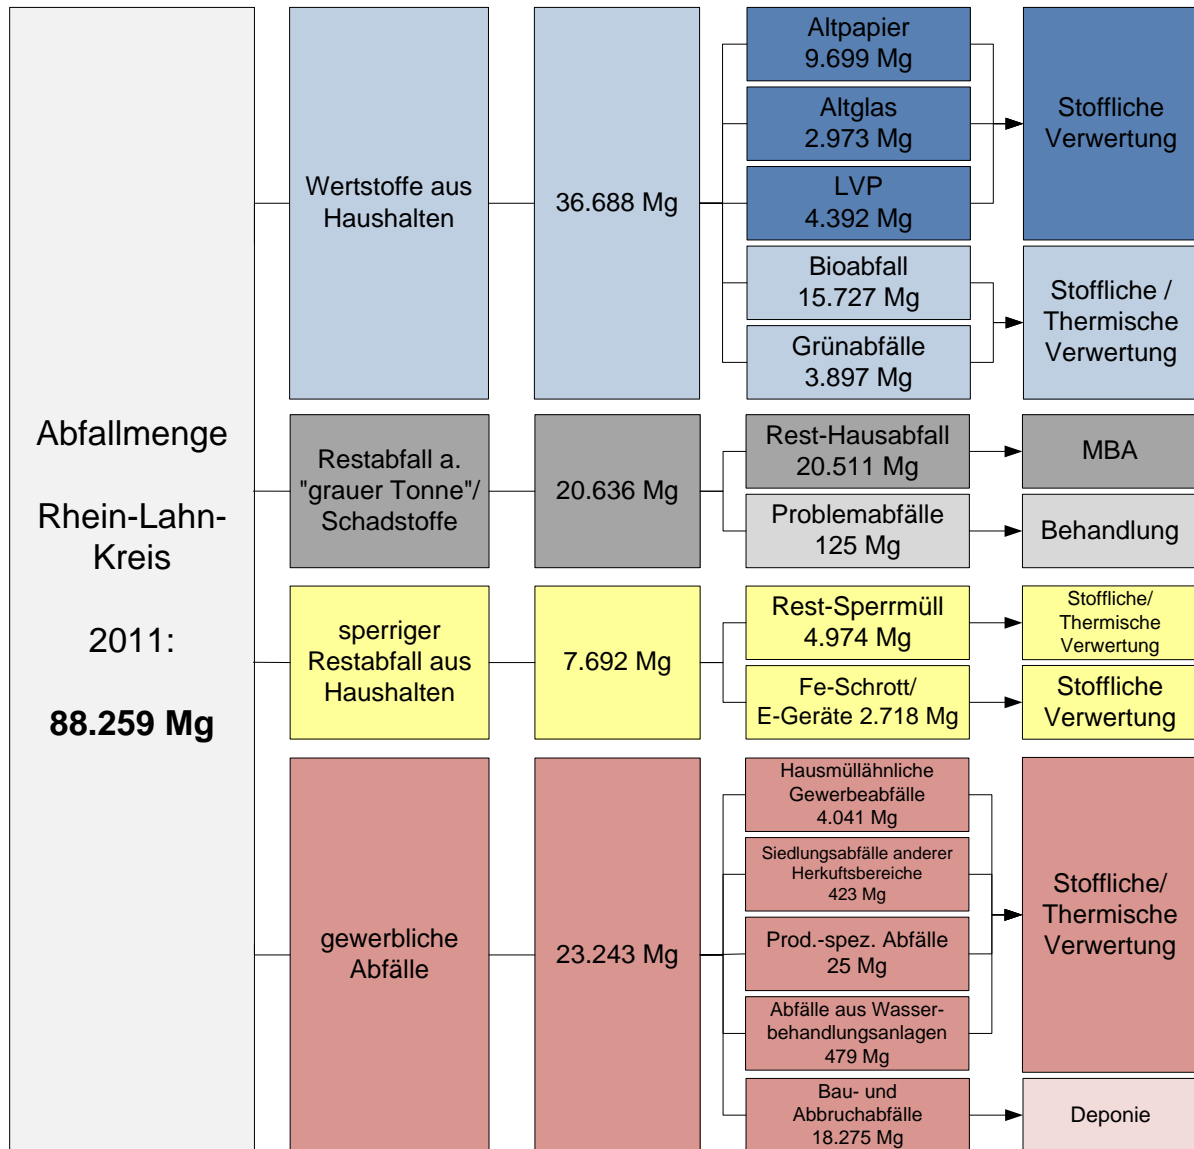 Abfallmenge
Rhein-Lahn-
Kreis
2011:
88.259 Mg
Wertstoffe aus
Haushalten
36.688 Mg
Altpapier
9.699 Mg
Altglas
2.973 Mg
LVP
4.392 Mg
Stoffliche
Verwertung
Bioabfall
15.727 Mg
Grünabfälle
3.897 Mg
Stoffliche /
Thermische
Verwertung
Restabfall a.
"grauer Tonne"/
Schadstoffe
20.636 Mg
Rest-Hausabfall
20.511 Mg
MBA
Problemabfälle
125 Mg
Behandlung
sperriger
Restabfall aus
Haushalten
7.692 Mg
Rest-Sperrmüll
4.974 Mg
Stoffliche/
Thermische
Verwertung
Fe-Schrott/
E-Geräte 2.718 Mg
Stoffliche
Verwertung
gewerbliche
Abfälle
23.243 Mg
Hausmüllähnliche
Gewerbeabfälle
4.041 Mg
Siedlungsabfälle anderer
Herkuftsbereiche
423 Mg
Prod.-spez. Abfälle
25 Mg
Abfälle aus Wasser-
behandlungsanlagen
479 Mg
Stoffliche/
Thermische
Verwertung
Bau- und
Abbruchabfälle
18.275 Mg
Deponie